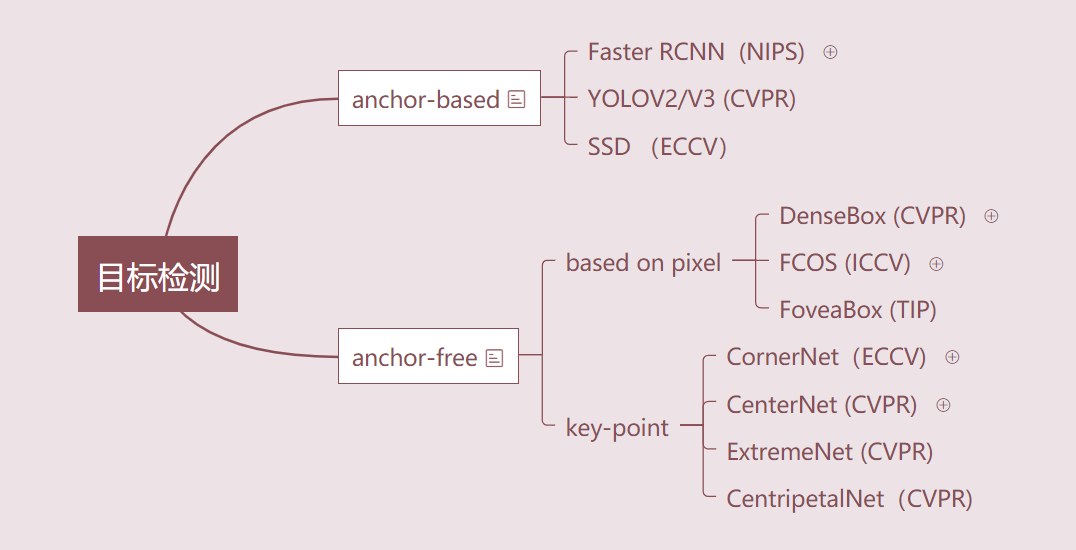 目标检测
anchor-based
Faster RCNN (NIPS)
YOLOV2/V3 (CVPR)
SSD （ECCV）
anchor-free
based on pixel
DenseBox (CVPR)
FCOS (ICCV)
FoveaBox (TIP)
key-point
CornerNet（ECCV）
CenterNet (CVPR)
ExtremeNet (CVPR)
CentripetalNet（CVPR）